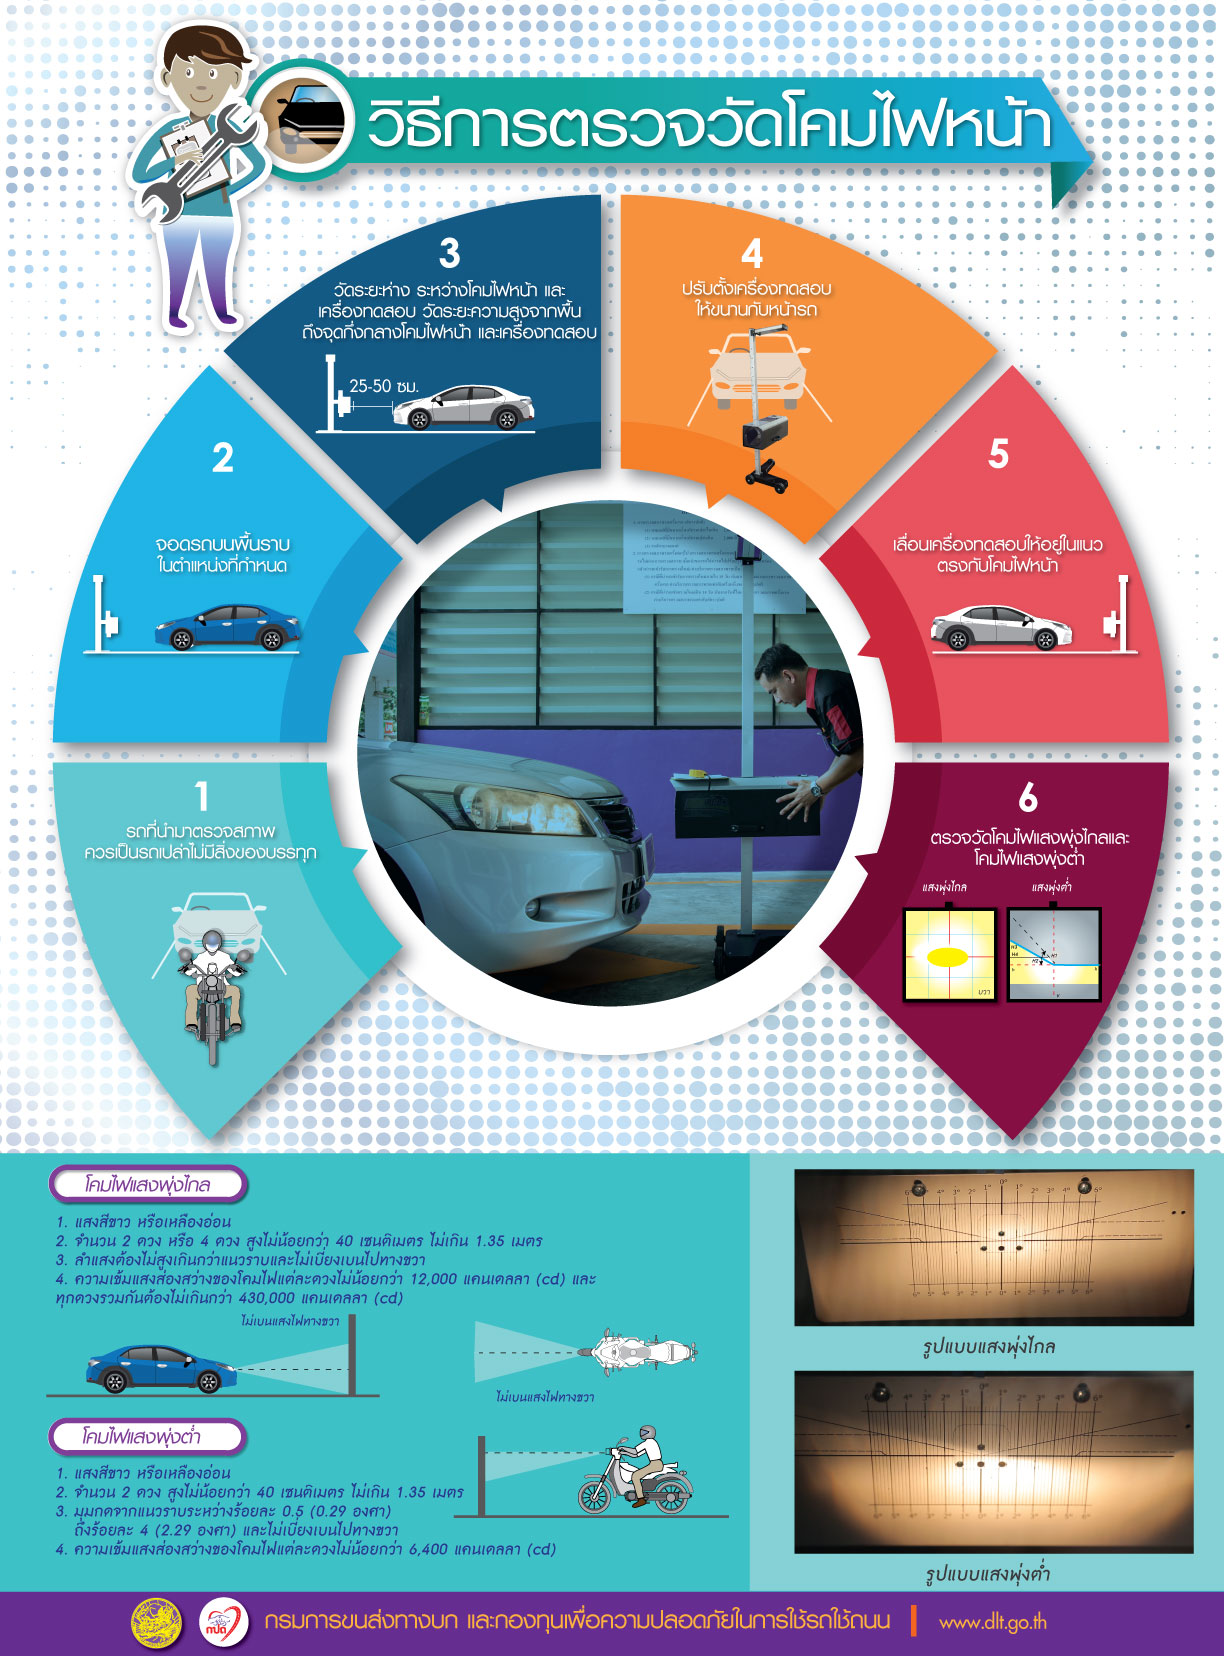 วิธีการตรวจวัดโคมไฟหน้า
1
รถที่นำมาตรวจสภาพ
ควรเป็นรถเปล่าไม่มีสิ่งของบรรทุก
2
จอดรถบนพื้นราบ
ในตำแหน่งที่กำหนด
3
วัดระยะห่าง ระหว่างโคมไฟหน้า และ
เครื่องทดสอบ วัดระยะความสูงจากพื้น
ถึงจุดกึ่งกลางโคมไฟหน้า และเครื่องทดสอบ
25-50 ซม.
4
ปรับตั้งเครื่องทดสอบ
ให้ขนานกับหน้ารถ
5
เลื่อนเครื่องทดสอบให้อยู่ในแนว
ตรงกับโคมไฟหน้า
6
ตรวจวัดโคมไฟแสงพุ่งไกลและ
โคมไฟแสงพุ่งต่ำ
แสงพุ่งไกล
แสงพุ่งต่ำ
ขวา
H3
H4
H1
H2
h
h
v
โคมไฟแสงพุ่งไกล
1. แสงสีขาว หรือเหลืองอ่อน
2. จำนวน 2 ดวง หรือ 4 ดวง สูงไม่น้อยกว่า 40 เซนติเมตร ไม่เกิน 1.35 เมตร
3. ลำแสงต้องไม่สูงเกินกว่าแนวราบและไม่เบี่ยงเบนไปทางขวา
4. ความเข้มแสงส่องสว่างของโคมไฟแต่ละดวงไม่น้อยกว่า 12,000 แคนเดลลา (cd) และ
ทุกดวงรวมกันต้องไม่เกินกว่า 430,000 แคนเดลลา (cd)
ไม่เบนแสงไฟทางขวา
ไม่เบนแสงไฟทางขวา
โคมไฟแสงพุ่งต่ำ
1. แสงสีขาว หรือเหลืองอ่อน
2. จำนวน 2 ดวง สูงไม่น้อยกว่า 40 เซนติเมตร ไม่เกิน 1.35 เมตร
3. มุมกดจากแนวราบระหว่างร้อยละ 0.5 (0.29 องศา)
ถึงร้อยละ 4 (2.29 องศา) และไม่เบี่ยงเบนไปทางขวา
4. ความเข้มแสงส่องสว่างของโคมไฟแต่ละดวงไม่น้อยกว่า 6,400 แคนเดลลา (cd)
รูปแบบแสงพุ่งไกล
รูปแบบแสงพุ่งต่ำ
กปถ
กรมการขนส่งทางบก และกองทุนเพื่อความปลอดภัยในการใช้รถใช้ถนน | www.dlt.go.th